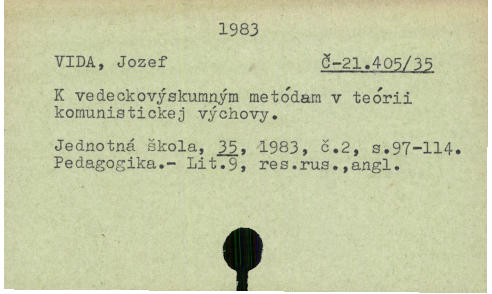 1983
VIDA, Jozef Č-21.405/35
K vedeckovýskumným metódam v teórii
komunistickej výchovy.
Jednotná škola, 35, 1983, č.2, s.97-114.
Pedagogika.- Lit.9, res.rus.,angl.